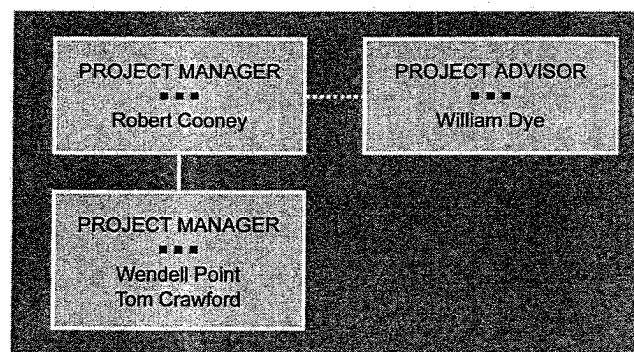 PROJECT MANAGER
▪ ▪ ▪
Robert Cooney
PROJECT ADVISOR
▪ ▪ ▪
William Dye
PROJECT MANAGER
▪ ▪ ▪
Wendell Point
Tom Crawford